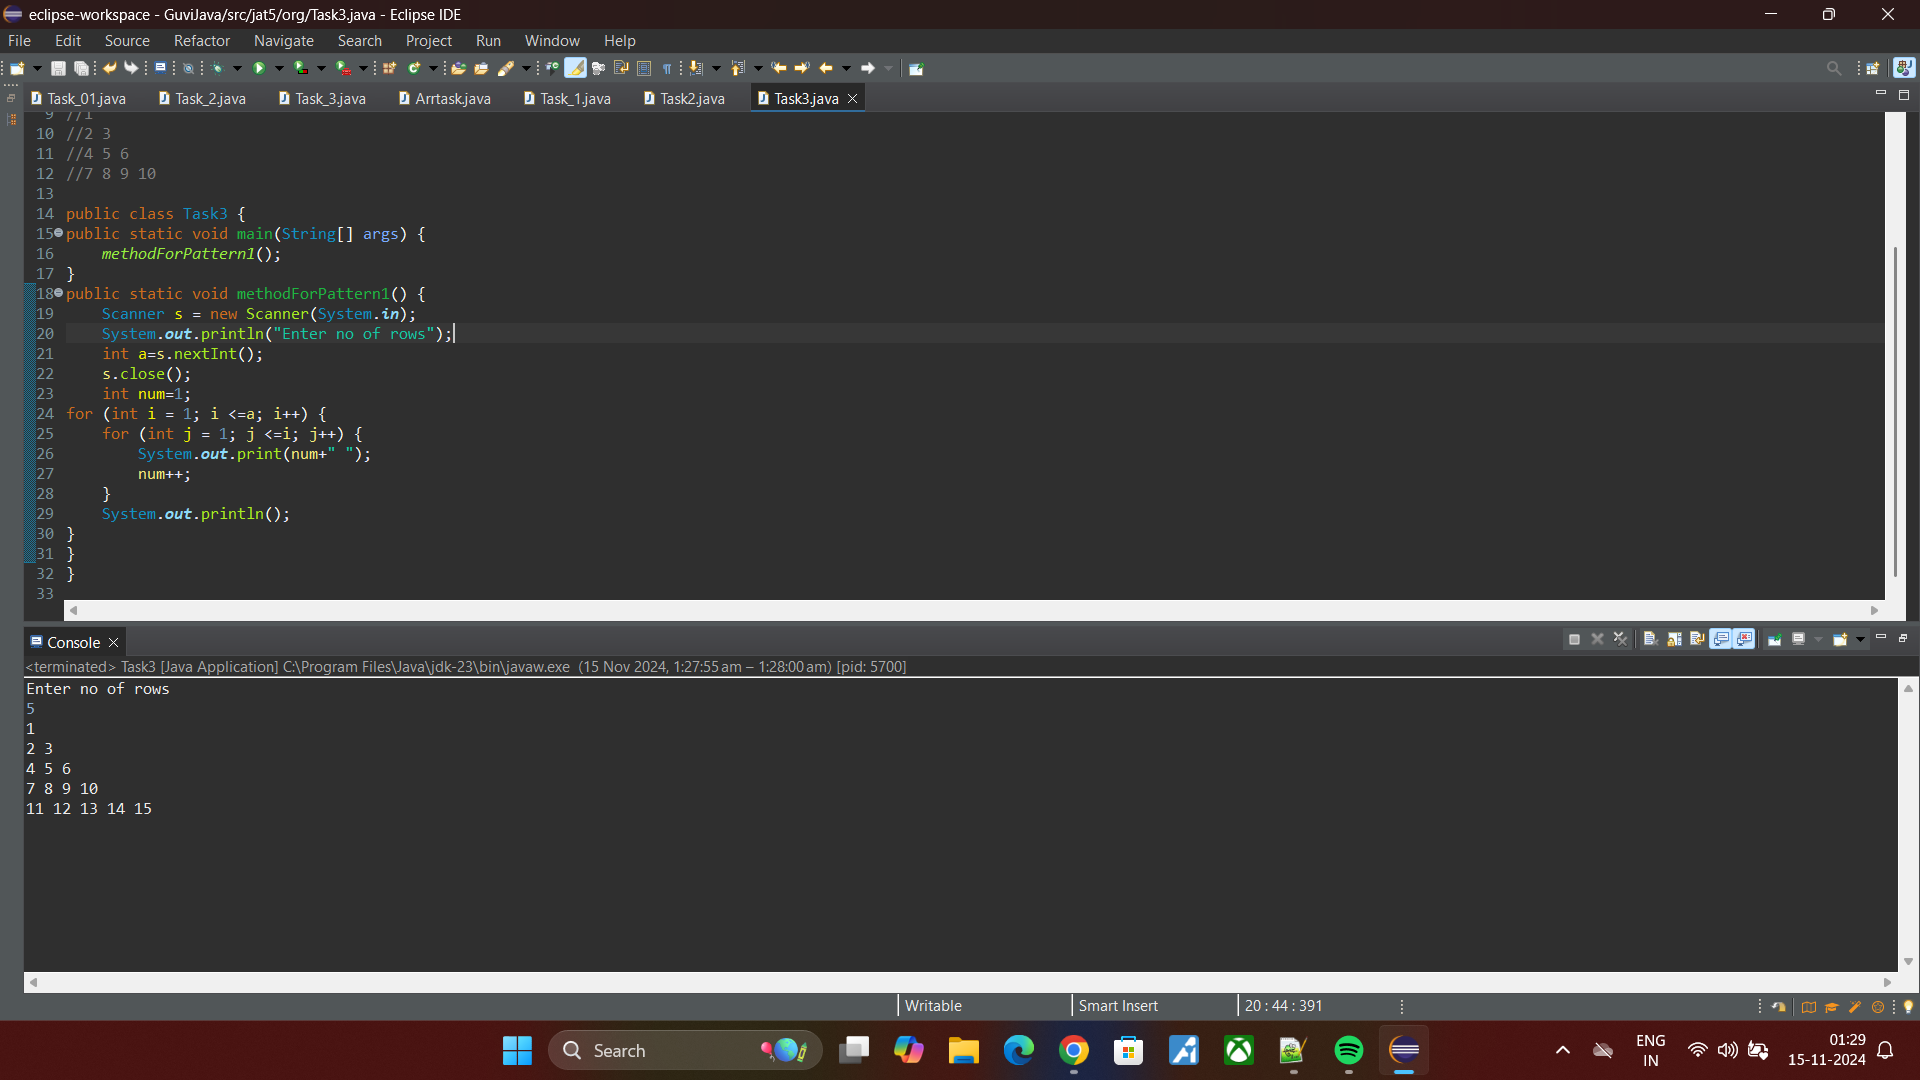 eclipse-workspace - GuviJava/src/jat5/org/Task3.java - Eclipse IDE
File Edit Source Refactor Navigate Search Project Run Window Help
Task_01.java Task_2.java Task_3.java Arrtask.java Task_1.java Task2.java Task3.java
9 //1
10 //2 3
11 //4 5 6
12 //7 8 9 10
13
14 public class Task3 {
15 public static void main(String[] args) {
16 methodForPattern1();
17 }
18 public static void methodForPattern1() {
19 Scanner s = new Scanner(System.in);
20 System.out.println("Enter no of rows");
21 int a=s.nextInt();
22 s.close();
23 int num=1;
24 for (int i = 1; i <=a; i++) {
25 for (int j = 1; j <=i; j++) {
26 System.out.print(num+" ");
27 num++;
28 }
29 System.out.println();
30 }
31 }
32 }
33
Console
<terminated> Task3 [Java Application] C:\Program Files\Java\jdk-23\bin\javaw.exe (15 Nov 2024, 1:27:55 am – 1:28:00 am) [pid: 5700]
Enter no of rows
5
1
2 3
4 5 6
7 8 9 10
11 12 13 14 15
Writable Smart Insert 20 : 44 : 391
Search
ENG
IN
01:29
15-11-2024